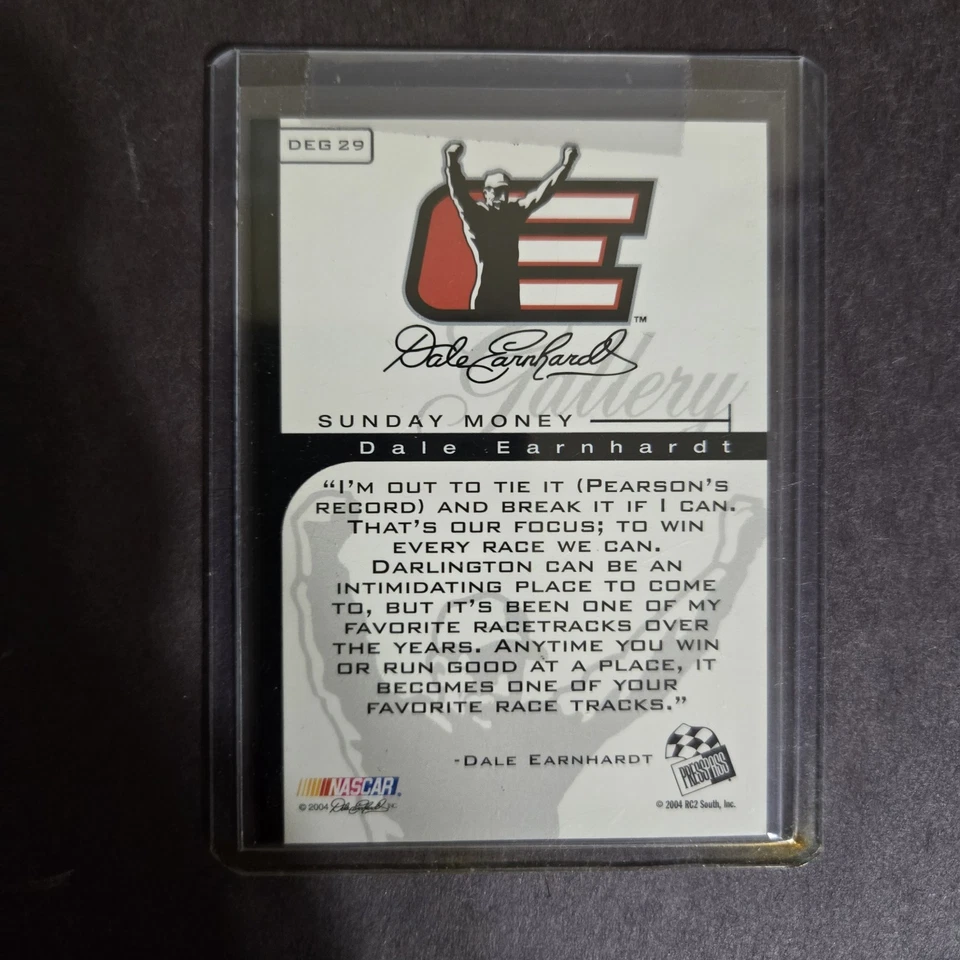 DEG 29
TM
Dale Earnhardt
Gallery
SUNDAY MONEY
Dale Earnhardt
“I’M OUT TO TIE IT (PEARSON’S
RECORD) AND BREAK IT IF I CAN.
THAT’S OUR FOCUS; TO WIN
EVERY RACE WE CAN.
DARLINGTON CAN BE AN
INTIMIDATING PLACE TO COME
TO, BUT IT’S BEEN ONE OF MY
FAVORITE RACETRACKS OVER
THE YEARS. ANYTIME YOU WIN
OR RUN GOOD AT A PLACE, IT
BECOMES ONE OF YOUR
FAVORITE RACE TRACKS.”
-DALE EARNHARDT
PRESS PASS
NASCAR
© 2004 Dale Earnhardt
© 2004 RC2 South, Inc.